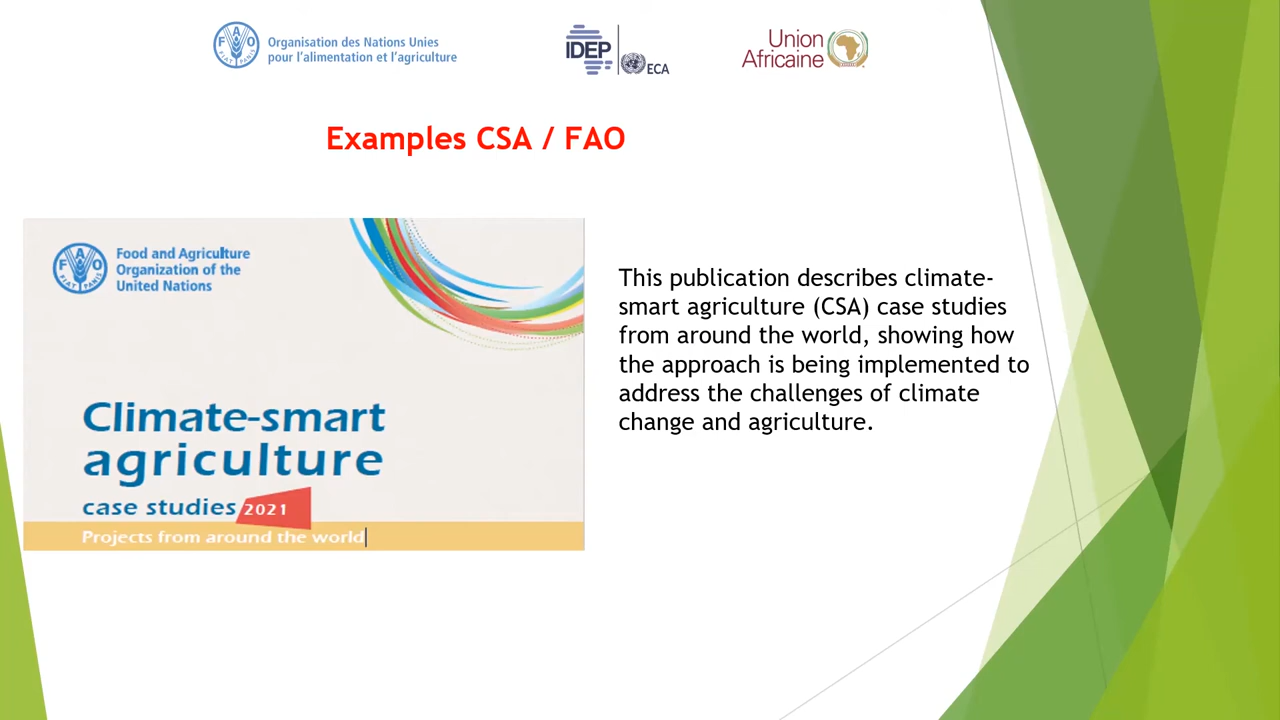 Organisation des Nations Unies
pour l'alimentation et l'agriculture
IDEP
ECA
Union
Africaine
Examples CSA / FAO
F A O
FIAT PANIS
Food and Agriculture
Organization of the
United Nations
Climate-smart
agriculture
case studies 2021
Projects from around the world
This publication describes climate-
smart agriculture (CSA) case studies
from around the world, showing how
the approach is being implemented to
address the challenges of climate
change and agriculture.